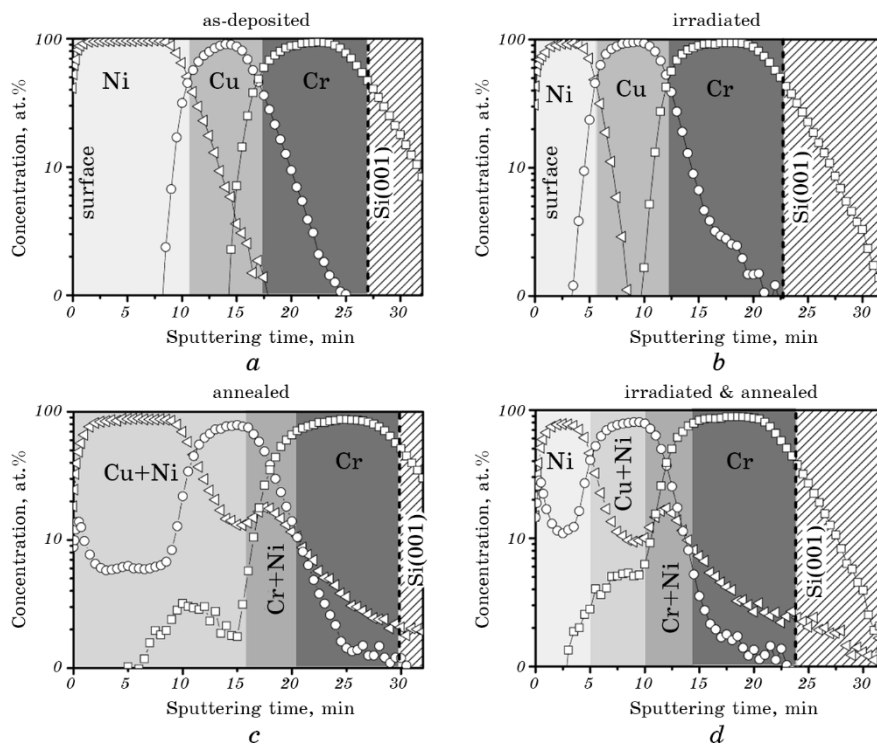 as-deposited
Concentration, at.%
100
10
0
surface
Ni
Cu
Cr
Si(001)
0 5 10 15 20 25 30
Sputtering time, min
a
irradiated
Concentration, at.%
100
10
0
surface
Ni
Cu
Cr
Si(001)
0 5 10 15 20 25 30
Sputtering time, min
b
annealed
Concentration, at.%
100
10
0
Cu+Ni
Cr+Ni
Cr
Si(001)
0 5 10 15 20 25 30
Sputtering time, min
c
irradiated & annealed
Concentration, at.%
100
10
0
Ni
Cu+Ni
Cr+Ni
Cr
Si(001)
0 5 10 15 20 25 30
Sputtering time, min
d